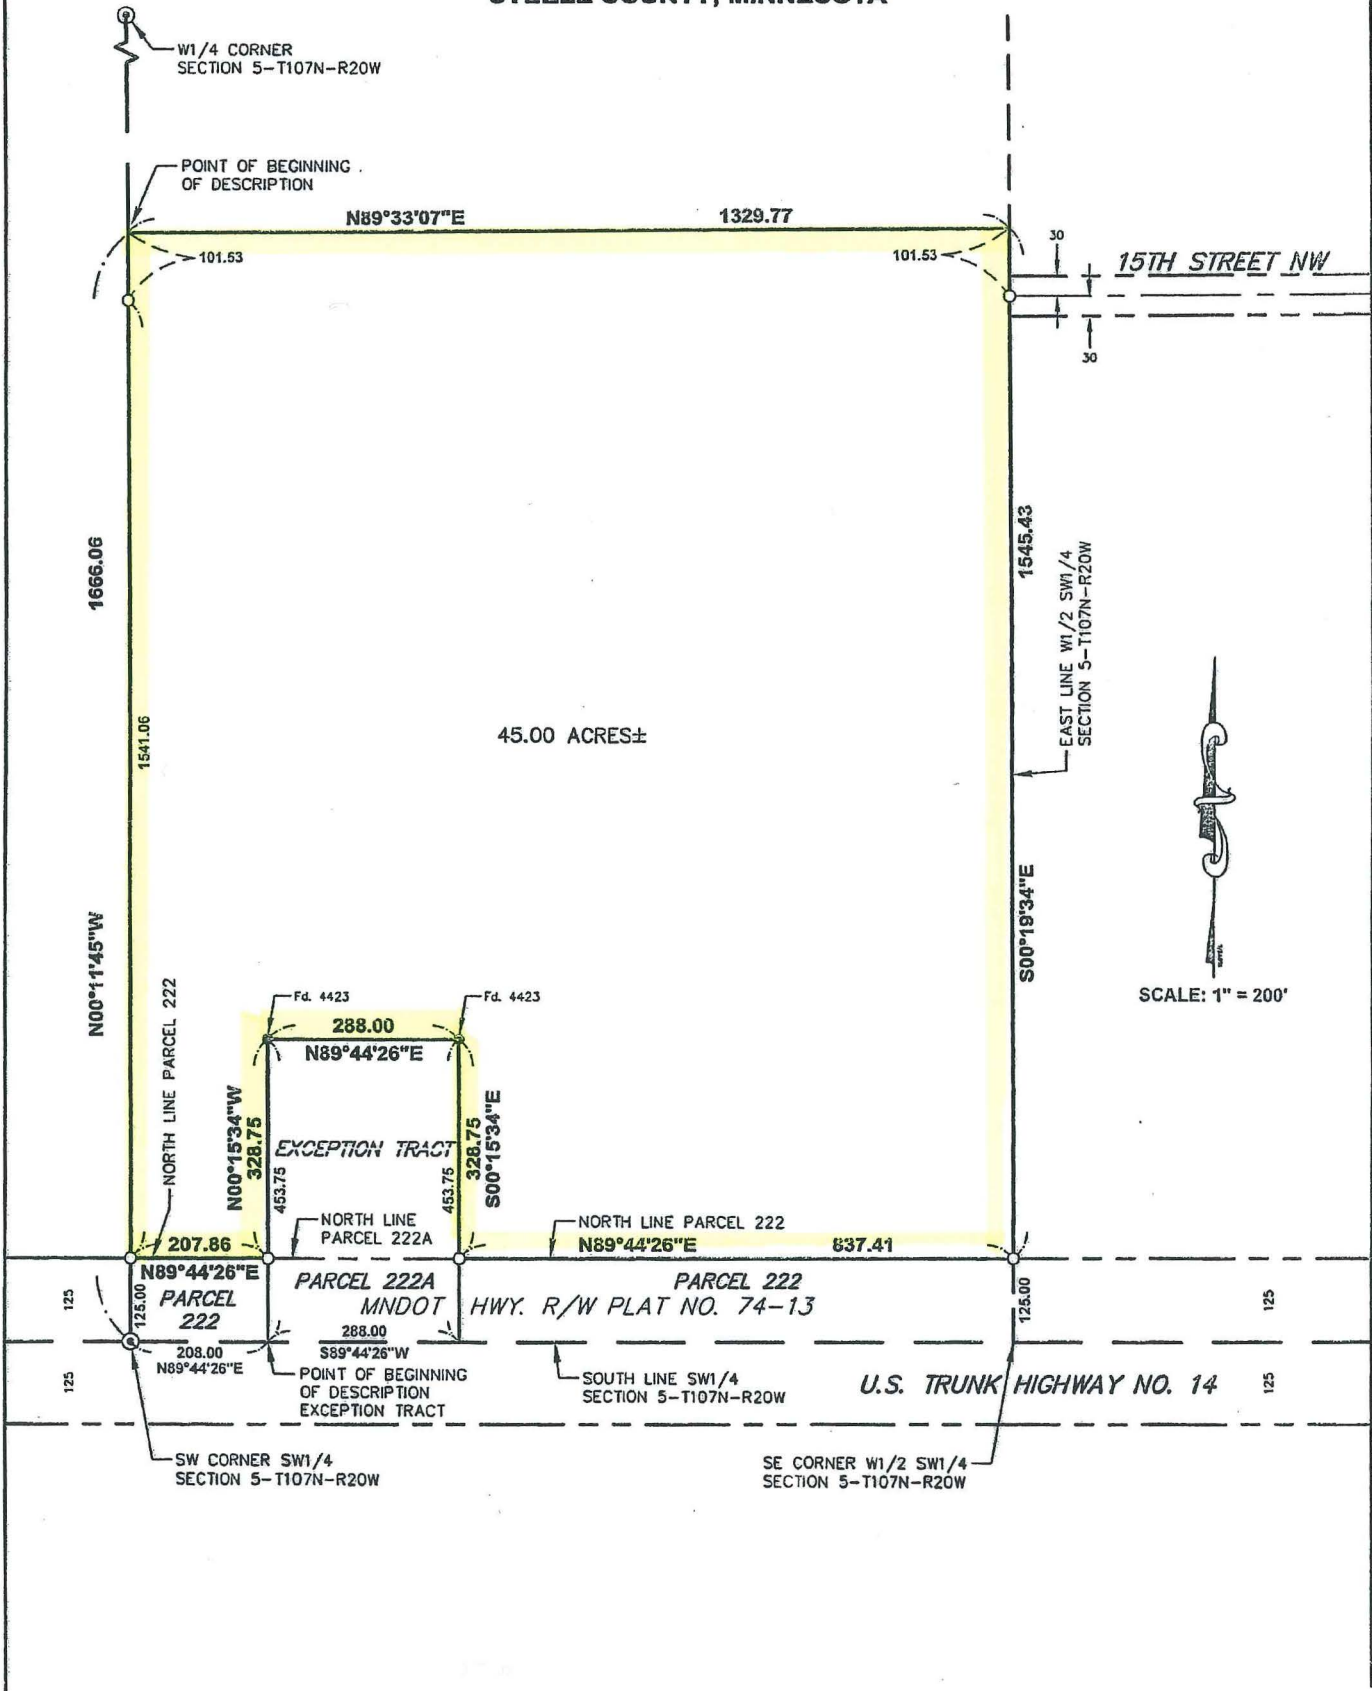 STEELE COUNTY, MINNESOTA
W1/4 CORNER
SECTION 5-T107N-R20W
POINT OF BEGINNING
OF DESCRIPTION
N89°33'07"E
1329.77
101.53
101.53
30
15TH STREET NW
30
1666.06
1545.43
EAST LINE W1/2 SW1/4
SECTION 5-T107N-R20W
1541.06
45.00 ACRES±
N00°11'45"W
S00°19'34"E
SCALE: 1" = 200'
NORTH LINE PARCEL 222
Fd. 4423
Fd. 4423
288.00
N89°44'26"E
N00°15'34"W
328.75
EXCEPTION TRACT
328.75
S00°15'34"E
453.75
453.75
NORTH LINE
PARCEL 222A
NORTH LINE PARCEL 222
207.86
N89°44'26"E
837.41
N89°44'26"E
125
125.00
PARCEL
222
PARCEL 222A
PARCEL 222
MNDOT HWY. R/W PLAT NO. 74-13
125.00
125
288.00
S89°44'26"W
208.00
N89°44'26"E
125
POINT OF BEGINNING
OF DESCRIPTION
EXCEPTION TRACT
SOUTH LINE SW1/4
SECTION 5-T107N-R20W
U.S. TRUNK HIGHWAY NO. 14
125
SW CORNER SW1/4
SECTION 5-T107N-R20W
SE CORNER W1/2 SW1/4
SECTION 5-T107N-R20W